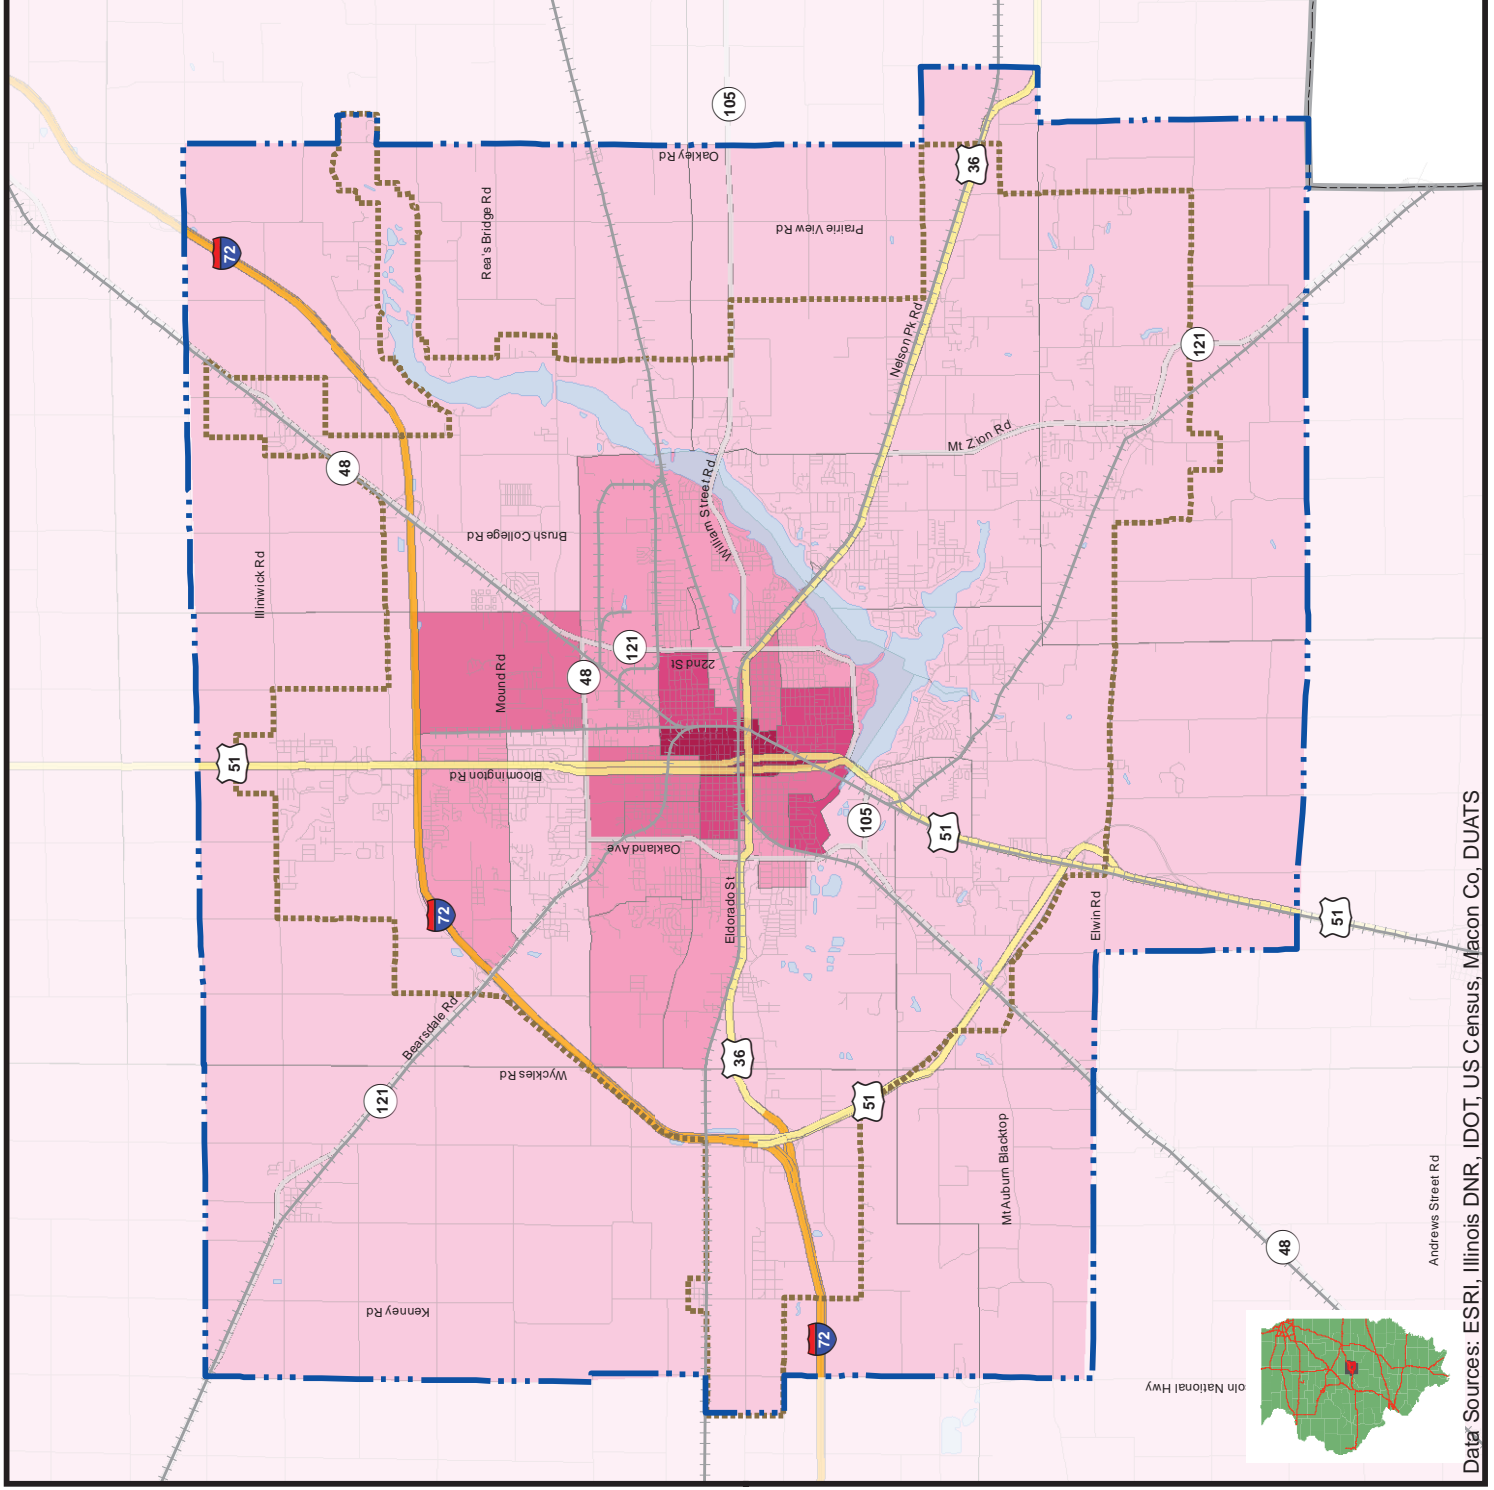 51
72
Illiniwick Rd
48
121
Kenney Rd
Bearsdale Rd
72
Rea's Bridge Rd
Bloomington Rd
Mound Rd
Brush College Rd
Wyckles Rd
48
121
Oakland Ave
22nd St
Oakley Rd
William Street Rd
Eldorado St
105
36
Prairie View Rd
72
105
51
Nelson Pk Rd
51
36
Mt Zion Rd
Mt Auburn Blacktop
Elwin Rd
oln National Hwy
121
48
51
Andrews Street Rd
Data Sources: ESRI, Illinois DNR, IDOT, US Census, Macon Co, DUATS